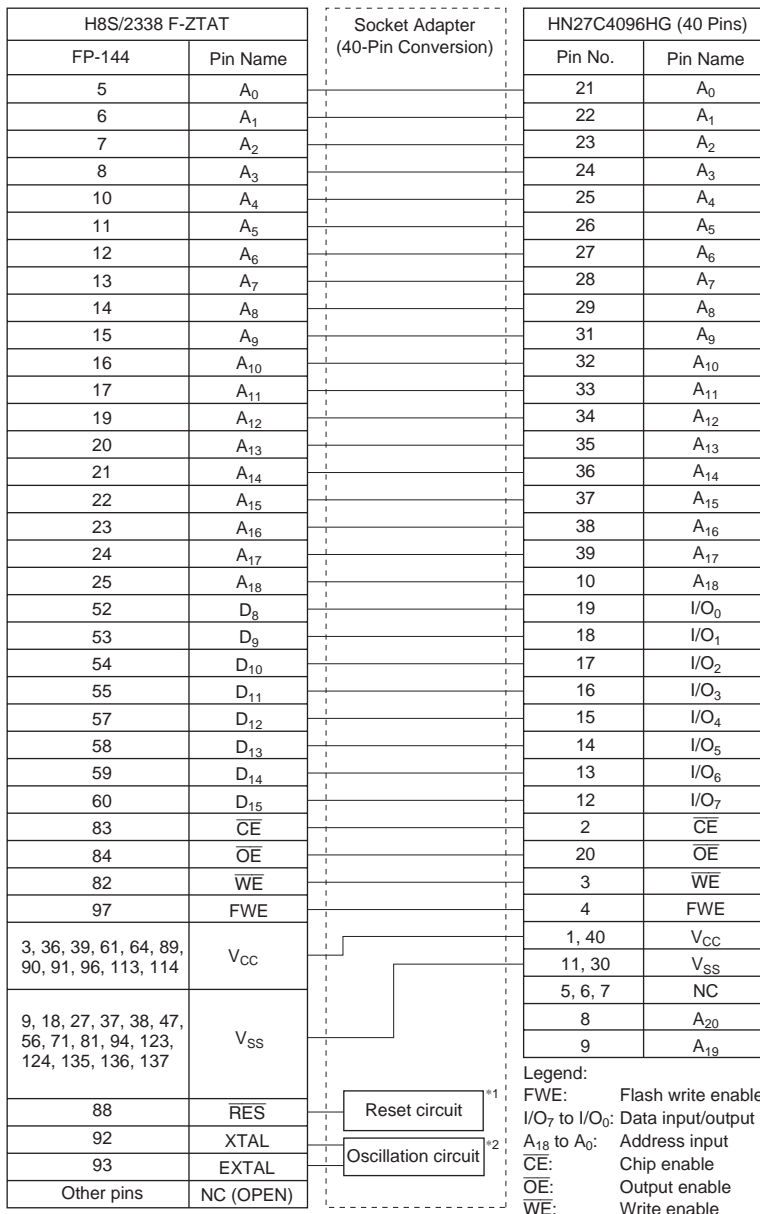 H8S/2338 F-ZTAT
FP-144 Pin Name
5 A0
6 A1
7 A2
8 A3
10 A4
11 A5
12 A6
13 A7
14 A8
15 A9
16 A10
17 A11
19 A12
20 A13
21 A14
22 A15
23 A16
24 A17
25 A18
52 D8
53 D9
54 D10
55 D11
57 D12
58 D13
59 D14
60 D15
83 C̅E̅
84 O̅E̅
82 W̅E̅
97 FWE
3, 36, 39, 61, 64, 89,
90, 91, 96, 113, 114
VCC
9, 18, 27, 37, 38, 47,
56, 71, 81, 94, 123,
124, 135, 136, 137
VSS
88 R̅E̅S̅
92 XTAL
93 EXTAL
Other pins NC (OPEN)
Socket Adapter
(40-Pin Conversion)
Reset circuit *1
Oscillation circuit *2
HN27C4096HG (40 Pins)
Pin No. Pin Name
21 A0
22 A1
23 A2
24 A3
25 A4
26 A5
27 A6
28 A7
29 A8
31 A9
32 A10
33 A11
34 A12
35 A13
36 A14
37 A15
38 A16
39 A17
10 A18
19 I/O0
18 I/O1
17 I/O2
16 I/O3
15 I/O4
14 I/O5
13 I/O6
12 I/O7
2 C̅E̅
20 O̅E̅
3 W̅E̅
4 FWE
1, 40 VCC
11, 30 VSS
5, 6, 7 NC
8 A20
9 A19
Legend:
FWE: Flash write enable
I/O7 to I/O0: Data input/output
A18 to A0: Address input
C̅E̅: Chip enable
O̅E̅: Output enable
W̅E̅: Write enable